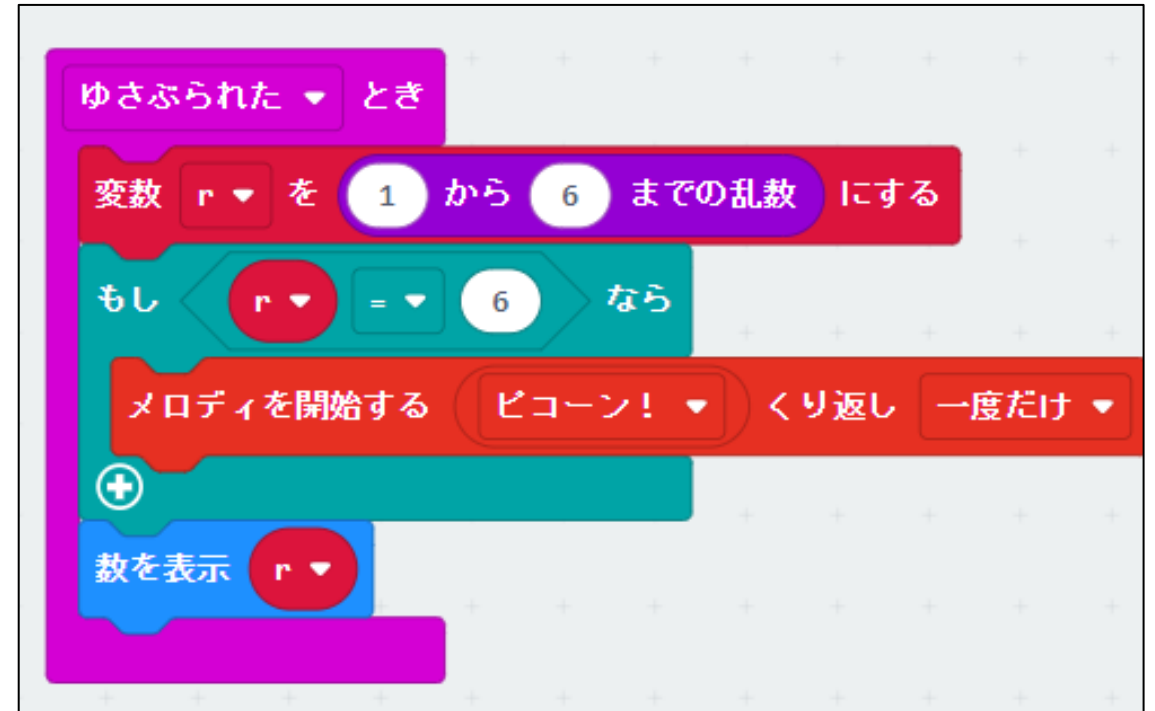 ゆさぶられた とき
変数 r を 1 から 6 までの乱数 にする
もし r = 6 なら
メロディを開始する ピコーン! くり返し 一度だけ
数を表示 r